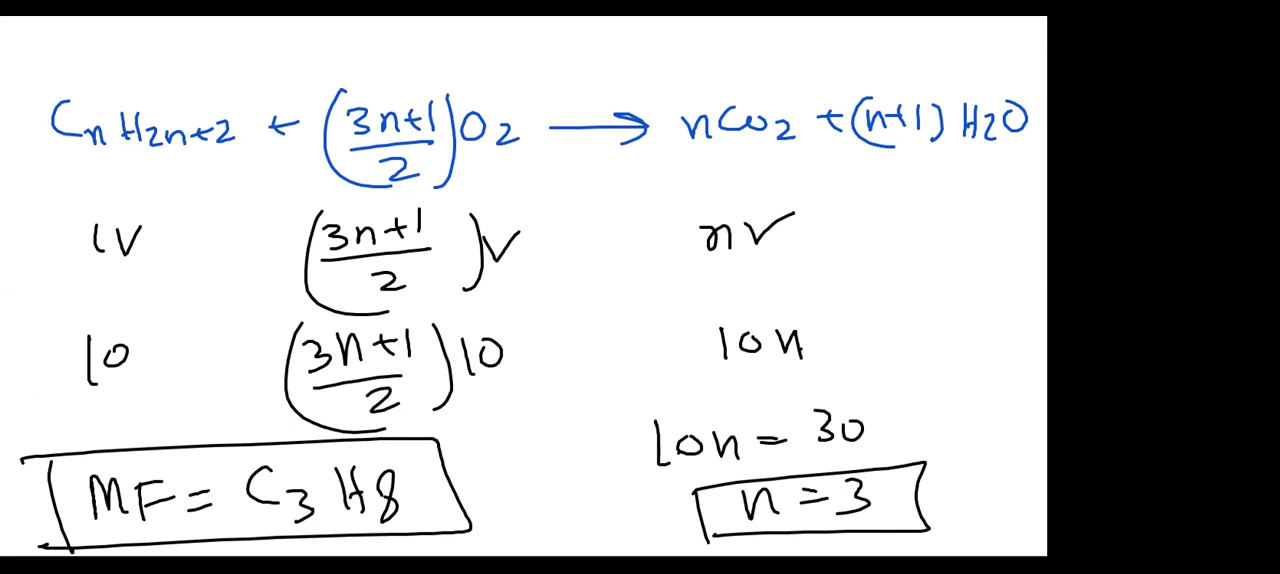 CnH2n+2 + (3n+1/2)O2 → nCO2 + (n+1) H2O
1V (3n+1/2)V nV
10 (3n+1/2)10 10n
10n = 30
MF = C3H8 n = 3